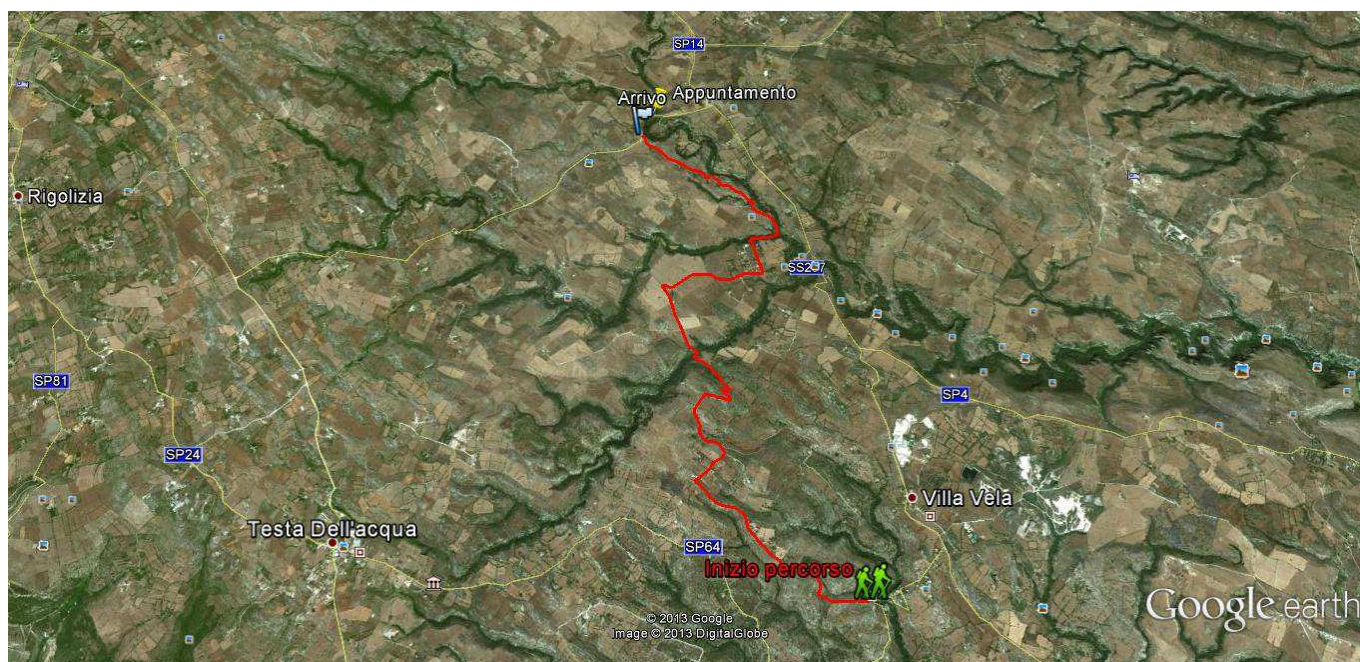 SP14
Arrivo
Appuntamento
Rigolizia
SP81
SP4
SP24
Villa Vela
Testa Dell'acqua
SP64
Inizio percorso
© 2013 Google
Image © 2013 DigitalGlobe
Google earth